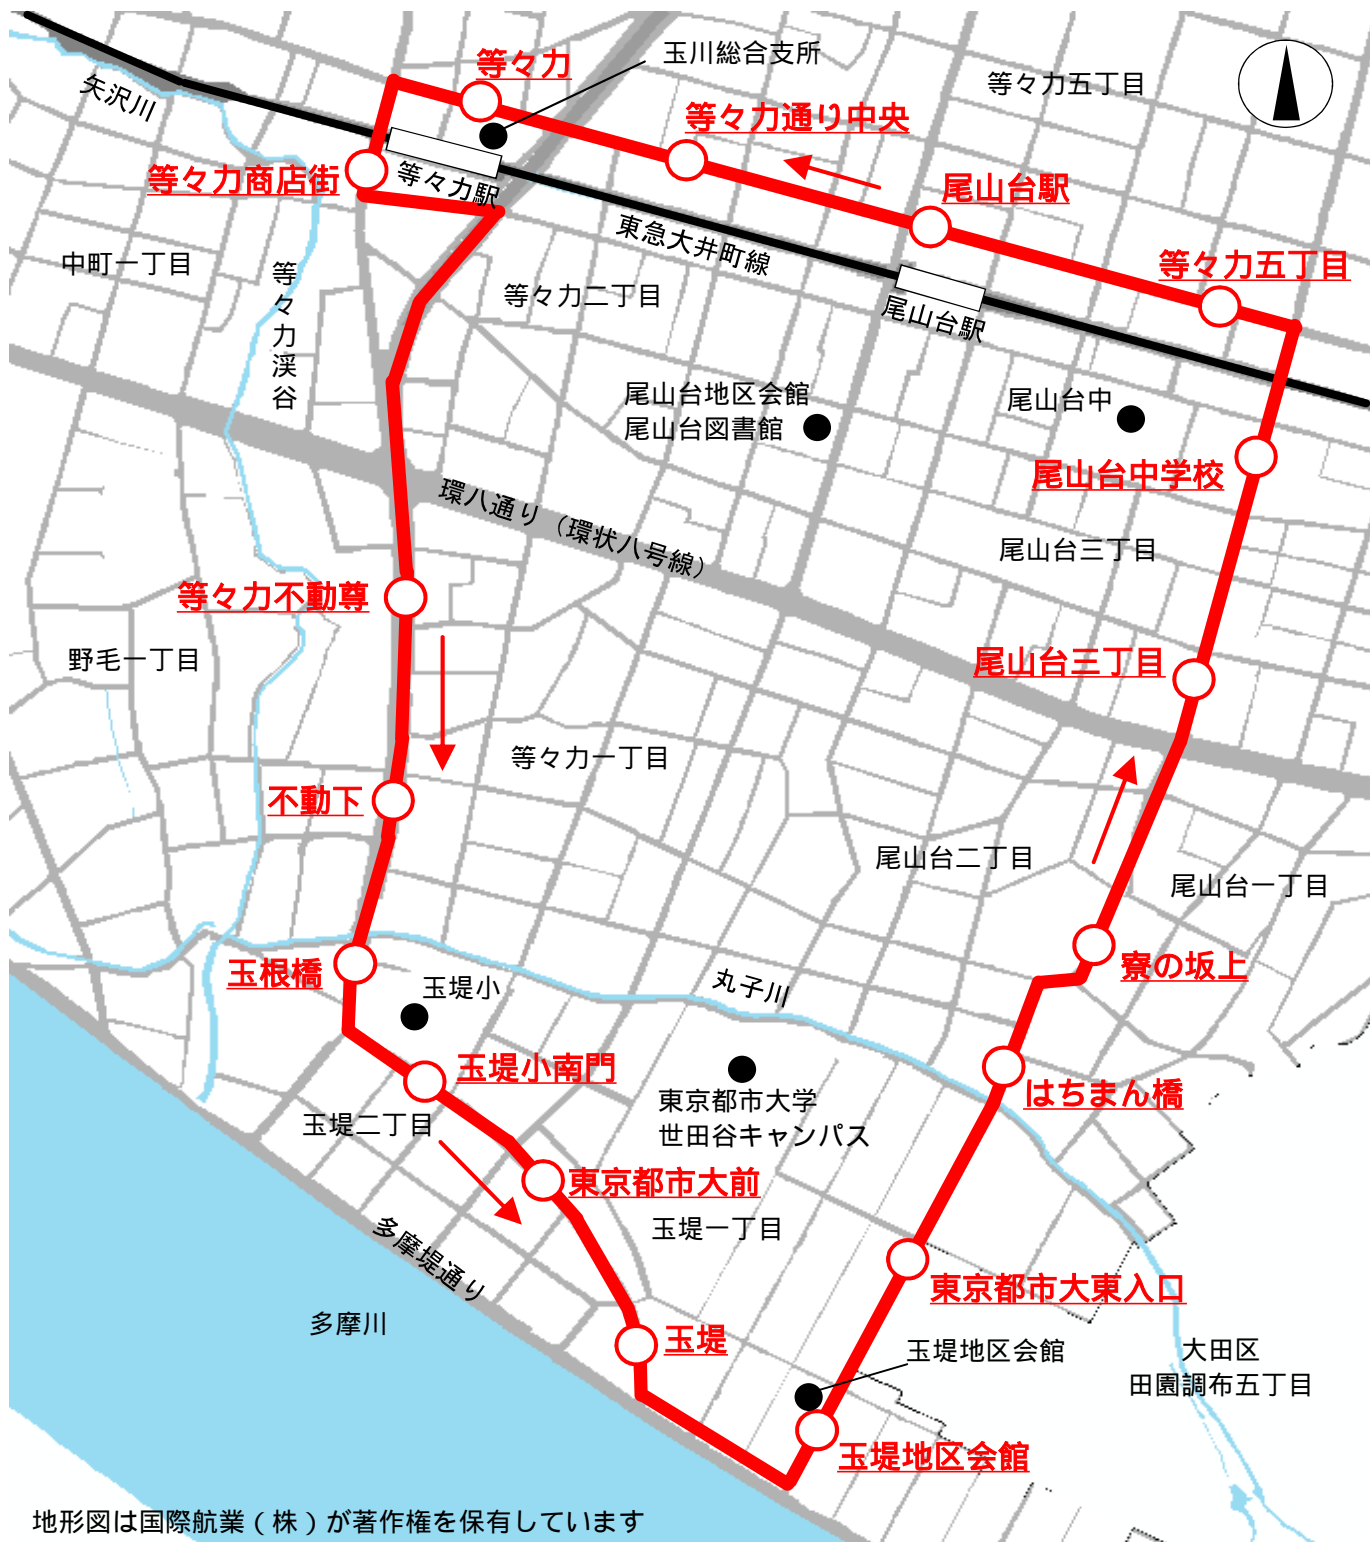 玉川総合支所
等々力
等々力五丁目
矢沢川
等々力通り中央
等々力商店街
等々力駅
尾山台駅
東急大井町線
中町一丁目
等々力渓谷
等々力二丁目
等々力五丁目
尾山台駅
尾山台地区会館
尾山台図書館
尾山台中
尾山台中学校
環八通り（環状八号線）
尾山台三丁目
等々力不動尊
野毛一丁目
尾山台三丁目
等々力一丁目
不動下
尾山台二丁目
尾山台一丁目
玉根橋
玉堤小
丸子川
寮の坂上
玉堤小南門
東京都市大学
世田谷キャンパス
はちまん橋
玉堤二丁目
東京都市大前
玉堤一丁目
多摩堤通り
東京都市大東入口
多摩川
玉堤
玉堤地区会館
大田区
田園調布五丁目
玉堤地区会館
地形図は国際航業（株）が著作権を保有しています